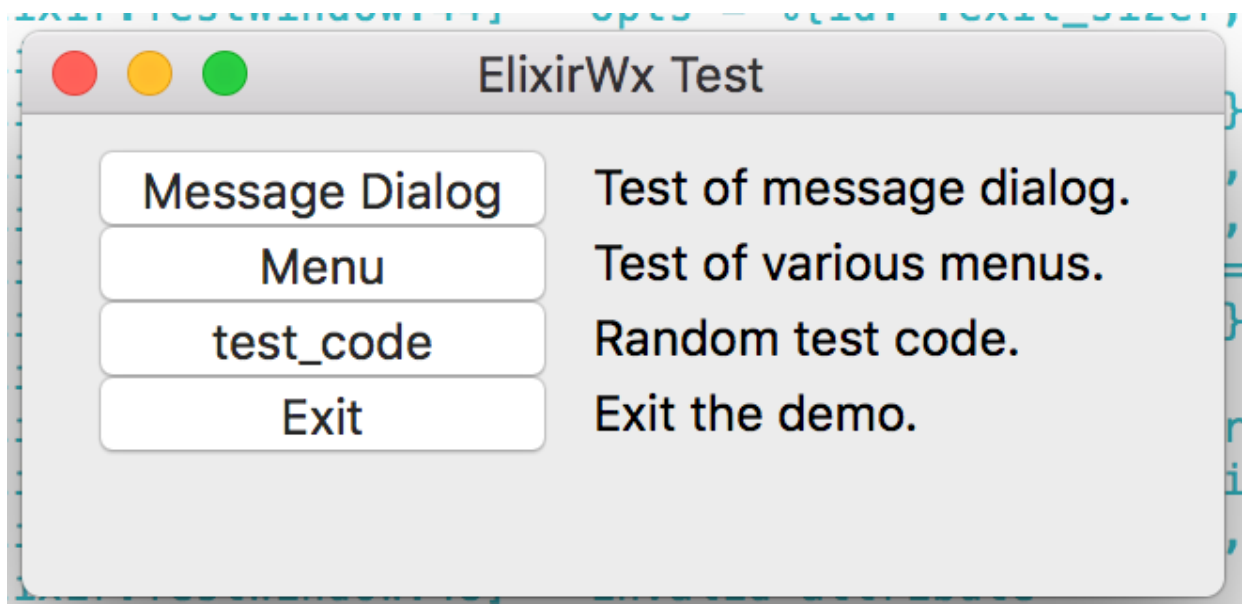 ElixirWx Test
Message Dialog Test of message dialog.
Menu Test of various menus.
test_code Random test code.
Exit Exit the demo.